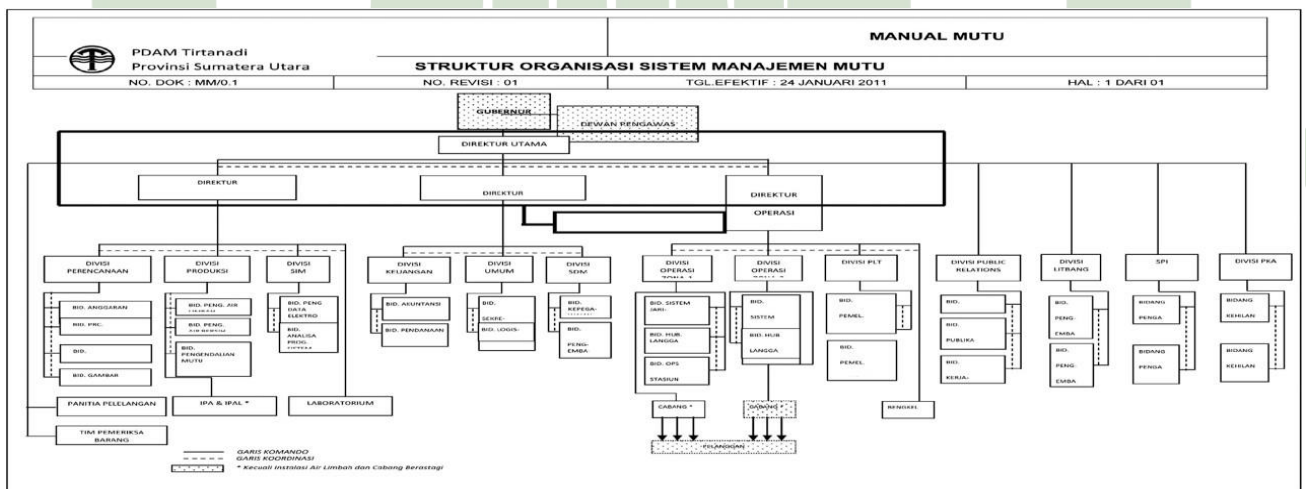 MANUAL MUTU
PDAM Tirtanadi
Provinsi Sumatera Utara
STRUKTUR ORGANISASI SISTEM MANAJEMEN MUTU
NO. DOK : MM/0.1
NO. REVISI : 01
TGL.EFEKTIF : 24 JANUARI 2011
HAL : 1 DARI 01
GUBERNUR
DEWAN PENGAWAS
DIREKTUR UTAMA
DIREKTUR
DIREKTUR
DIREKTUR
OPERASI
DIVISI
PERENCANAAN
DIVISI
PRODUKSI
DIVISI
SIM
DIVISI
KEUANGAN
DIVISI
UMUM
DIVISI
SDM
DIVISI
OPERASI
DIVISI
OPERASI
DIVISI PLT
DIVISI PUBLIC
RELATIONS
DIVISI
LITBANG
SPI
DIVISI PKA
BID. ANGGARAN
BID. PRC.
BID.
BID. GAMBAR
BID. PENG. AIR
BID. PENG.
BID.
PENGENDALIAN
MUTU
BID. PENG
DATA
ELEKTRO
BID.
ANALISA
PROG.
BID. AKUNTANSI
BID. PENDANAAN
BID.
SEKRE-
BID. LOGIS-
BID.
KEPEGA-
BID.
PENG-
EMBA
BID. SISTEM
JARI-
BID. HUB.
LANGGA
BID. OPS
STASIUN
BID.
SISTEM
BID. HUB.
LANGGA.
BID.
PEMEL.
BID.
PEMEL.
BID.
PUBLIKA.
BID.
KERJA-
BID.
PENG-
EMBA
BID.
PENG-
EMBA
BIDANG
PENGA
BIDANG
PENGA
BIDANG
KEHILAN
BIDANG
KEHILAN
PANITIA PELELANGAN
IPA & IPAL *
LABORATORIUM
CABANG *
CABANG *
BENGKEL
TIM PEMERIKSA
BARANG
PELANGGAN
GARIS KOMANDO
GARIS KOORDINASI
* Kecuali Instalasi Air Limbah dan Cabang Berastagi